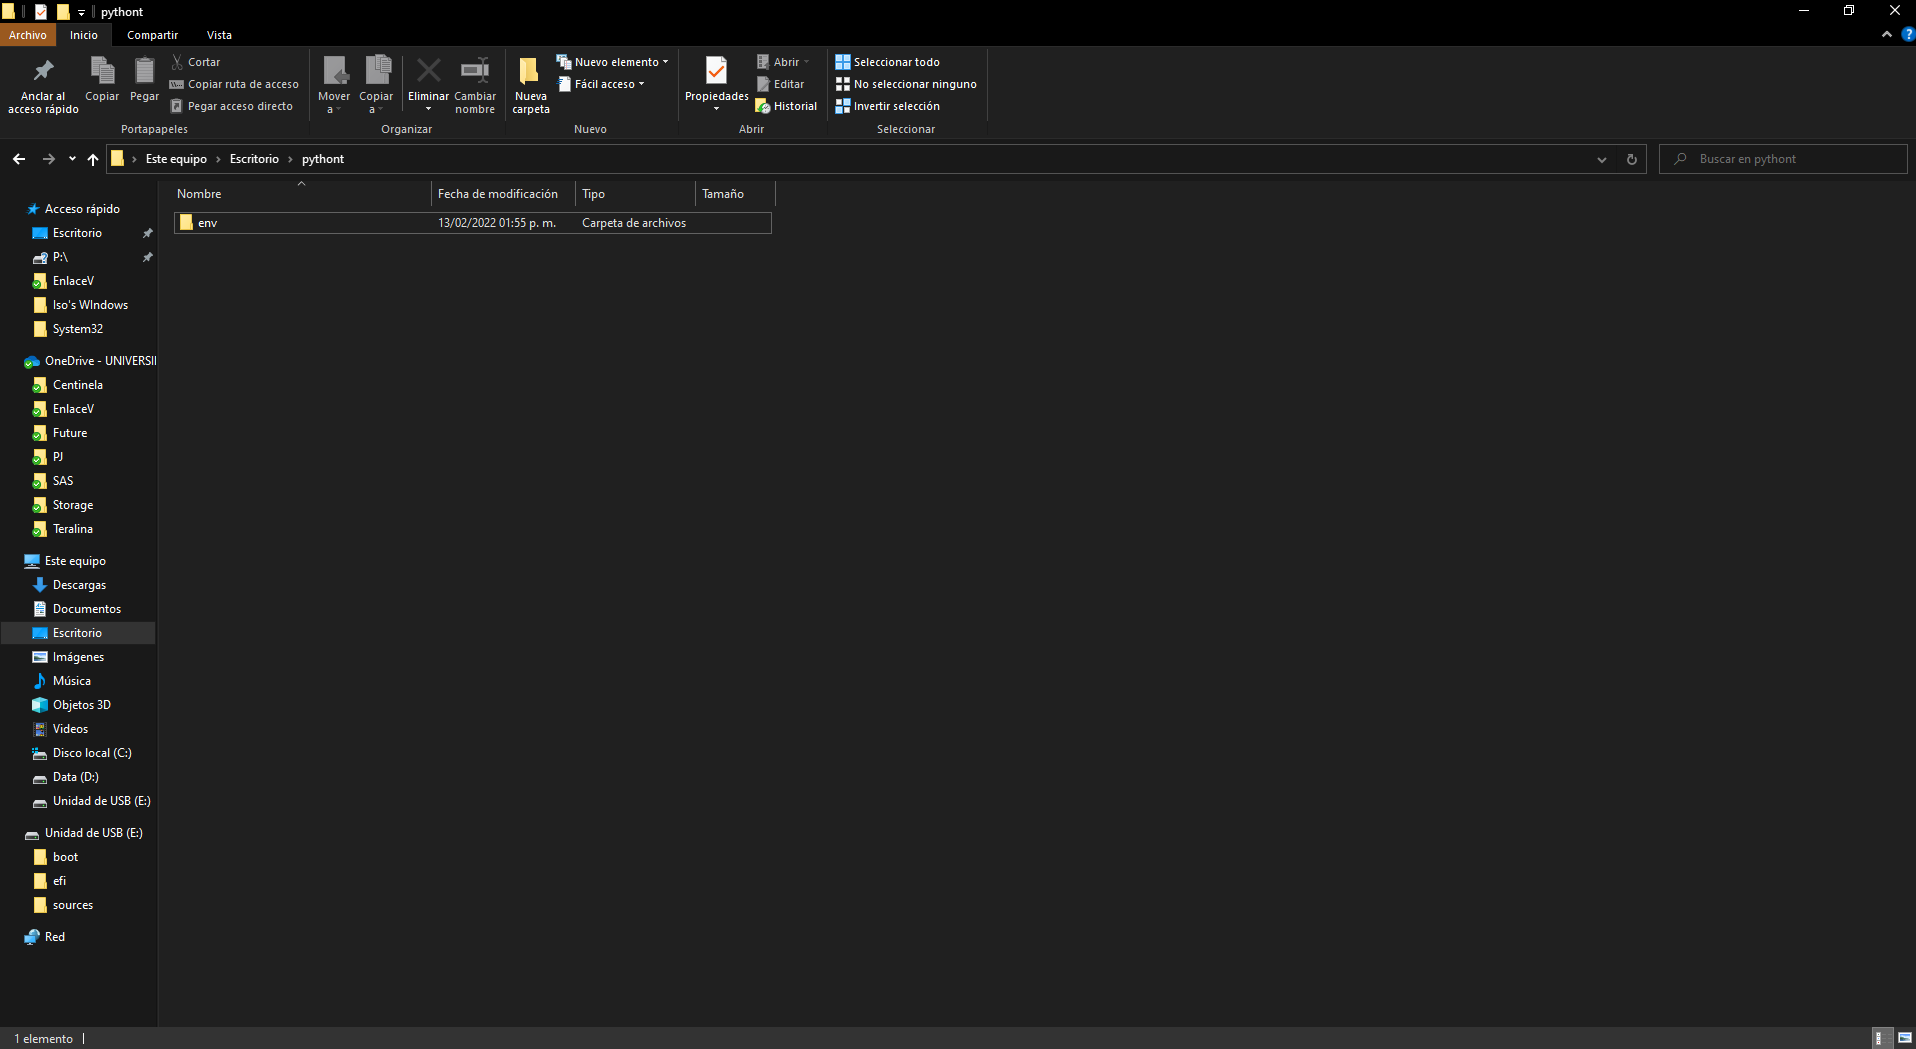 pythont
Archivo Inicio Compartir Vista
Anclar al acceso rápido
Copiar
Pegar
Cortar
Copiar ruta de acceso
Pegar acceso directo
Portapapeles
Mover a
Copiar a
Eliminar
Cambiar nombre
Organizar
Nueva carpeta
Nuevo elemento
Fácil acceso
Nuevo
Propiedades
Abrir
Editar
Historial
Abrir
Seleccionar todo
No seleccionar ninguno
Invertir selección
Seleccionar
Este equipo > Escritorio > pythont
Buscar en pythont
Nombre Fecha de modificación Tipo Tamaño
env 13/02/2022 01:55 p. m. Carpeta de archivos
Acceso rápido
Escritorio
P:\
EnlaceV
Iso's WIndows
System32
OneDrive - UNIVERSI
Centinela
EnlaceV
Future
PJ
SAS
Storage
Teralina
Este equipo
Descargas
Documentos
Escritorio
Imágenes
Música
Objetos 3D
Videos
Disco local (C:)
Data (D:)
Unidad de USB (E:)
Unidad de USB (E:)
boot
efi
sources
Red
1 elemento